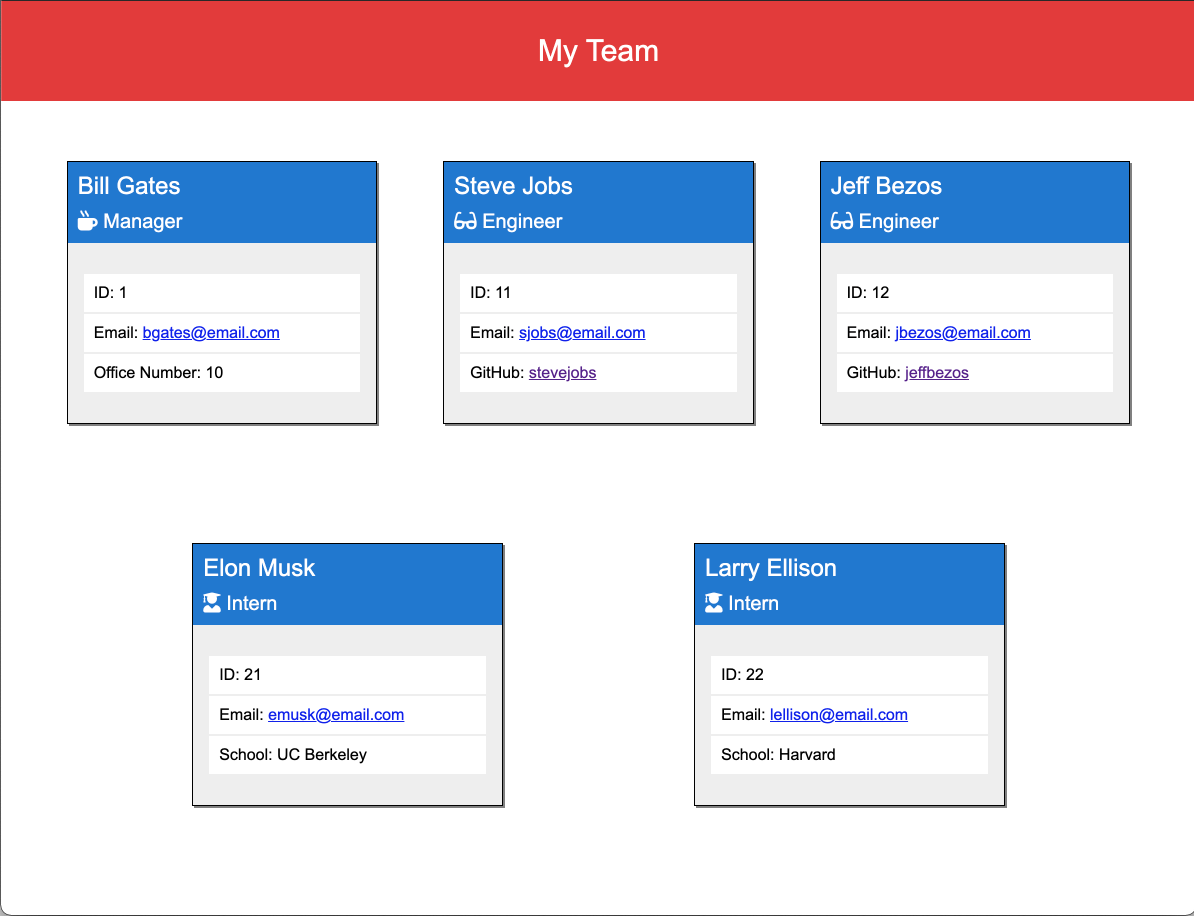 My Team
Bill Gates
Manager
ID: 1
Email: bgates@email.com
Office Number: 10
Steve Jobs
Engineer
ID: 11
Email: sjobs@email.com
GitHub: stevejobs
Jeff Bezos
Engineer
ID: 12
Email: jbezos@email.com
GitHub: jeffbezos
Elon Musk
Intern
ID: 21
Email: emusk@email.com
School: UC Berkeley
Larry Ellison
Intern
ID: 22
Email: lellison@email.com
School: Harvard